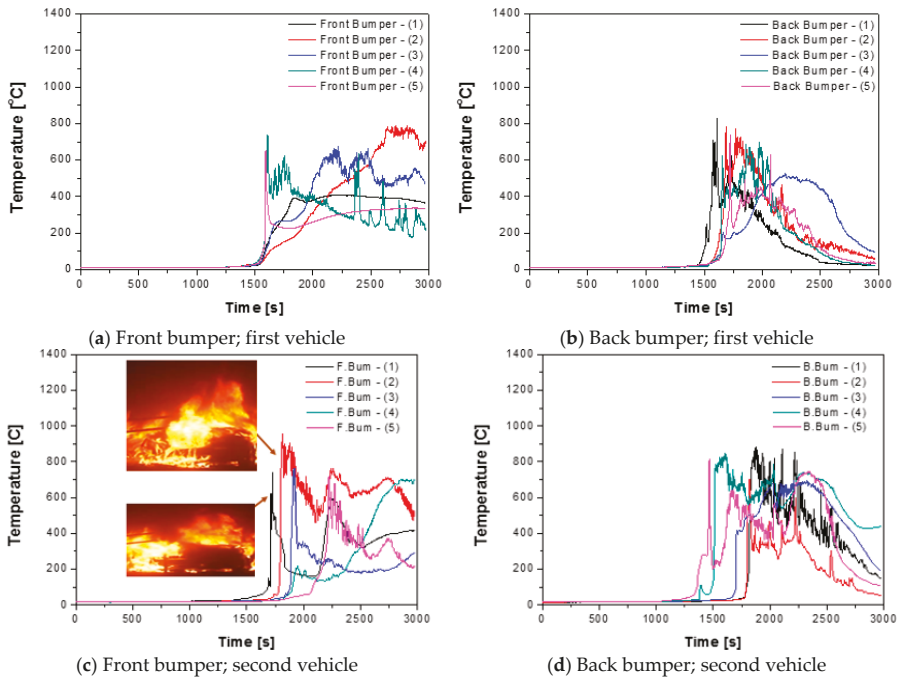 1400
1200
1000
800
600
400
200
0
Temperature [°C]
Front Bumper - (1)
Front Bumper - (2)
Front Bumper - (3)
Front Bumper - (4)
Front Bumper - (5)
0 500 1000 1500 2000 2500 3000
Time [s]
(a) Front bumper; first vehicle
1400
1200
1000
800
600
400
200
0
Temperature [°C]
Back Bumper - (1)
Back Bumper - (2)
Back Bumper - (3)
Back Bumper - (4)
Back Bumper - (5)
0 500 1000 1500 2000 2500 3000
Time [s]
(b) Back bumper; first vehicle
1400
1200
1000
800
600
400
200
0
Temperature [C]
F.Bum - (1)
F.Bum - (2)
F.Bum - (3)
F.Bum - (4)
F.Bum - (5)
0 500 1000 1500 2000 2500 3000
Time [s]
(c) Front bumper; second vehicle
1400
1200
1000
800
600
400
200
0
Temperature [C]
B.Bum - (1)
B.Bum - (2)
B.Bum - (3)
B.Bum - (4)
B.Bum - (5)
0 500 1000 1500 2000 2500 3000
Time [s]
(d) Back bumper; second vehicle